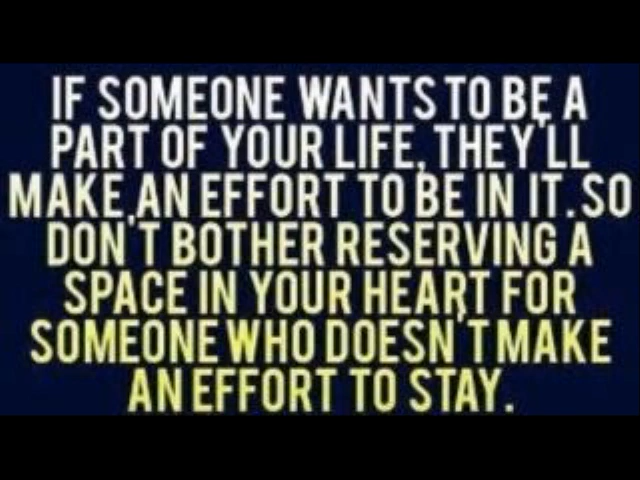 IF SOMEONE WANTS TO BE A
PART OF YOUR LIFE, THEY'LL
MAKE AN EFFORT TO BE IN IT. SO
DON'T BOTHER RESERVING A
SPACE IN YOUR HEART FOR
SOMEONE WHO DOESN'T MAKE
AN EFFORT TO STAY.